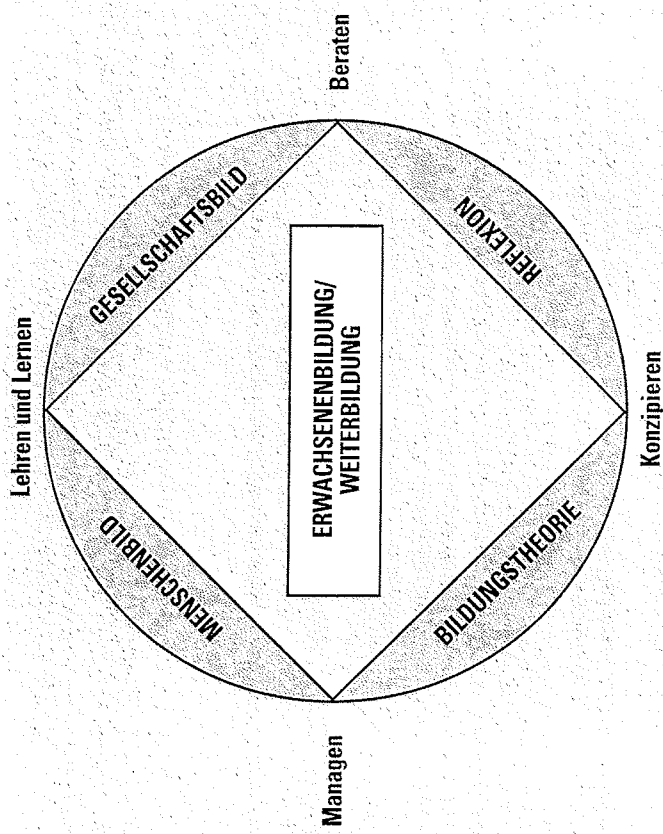 Lehren und Lernen
MENSCHENBILD
GESELLSCHAFTSBILD
Managen
ERWACHSENENBILDUNG/
WEITERBILDUNG
Beraten
BILDUNGSTHEORIE
REFLEXION
Konzipieren